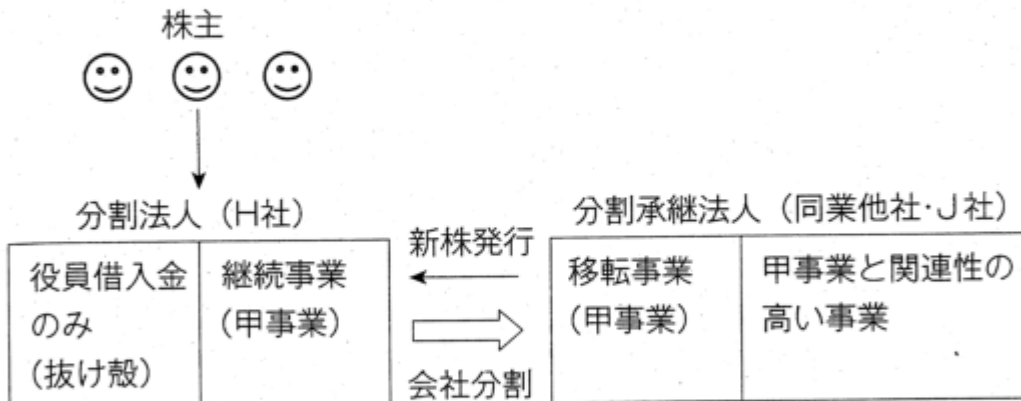 株主
分割法人（H社）
役員借入金
のみ
（抜け殻）
継続事業
（甲事業）
新株発行
会社分割
分割承継法人（同業他社・J社）
移転事業
（甲事業）
甲事業と関連性の
高い事業